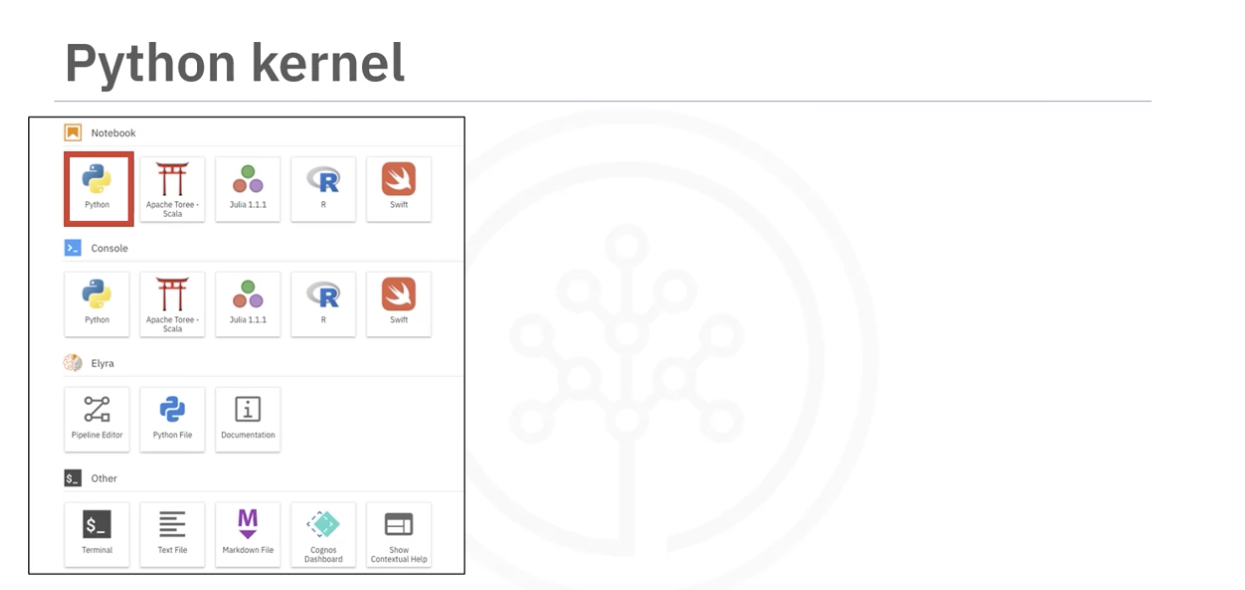 Python kernel
Notebook
Python
Apache Toree -
Scala
Julia 1.1.1
R
Swift
Console
Python
Apache Toree -
Scala
Julia 1.1.1
R
Swift
Elyra
Pipeline Editor
Python File
Documentation
$_ Other
$_
Terminal
Text File
M
Markdown File
Cognos
Dashboard
Show
Contextual Help